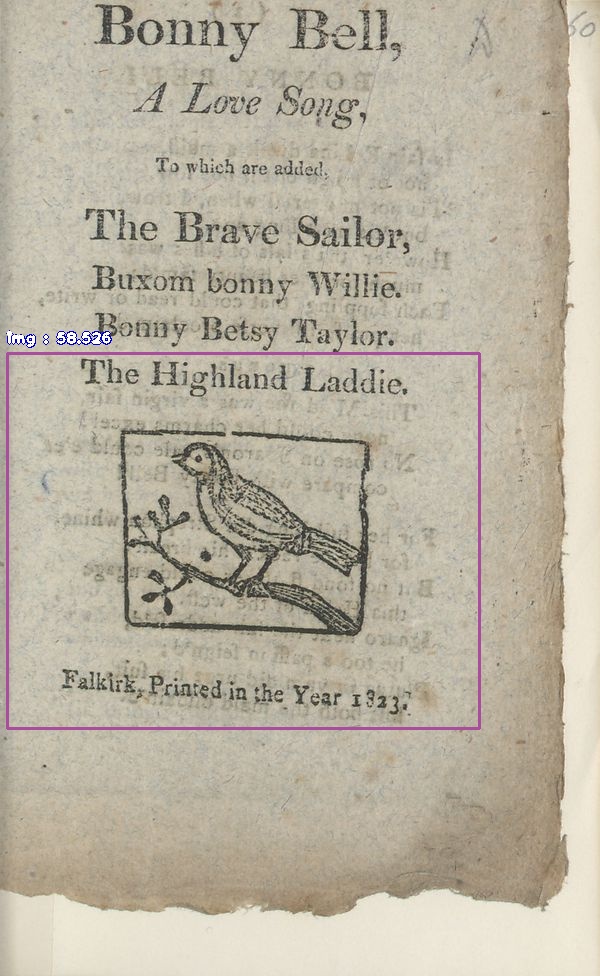 Bonny Bell,
A Love Song,
To which are added,
The Brave Sailor,
Buxom bonny Willie.
Bonny Betsy Taylor.
img : 58.526
The Highland Laddie.
Falkirk, Printed in the Year 1823.